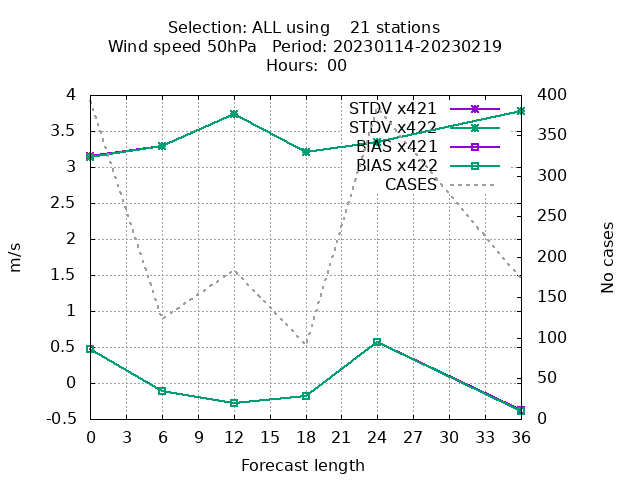 Selection: ALL using    21 stations
Wind speed 50hPa   Period: 20230114-20230219
Hours: 00
STDV x421
STDV x422
BIAS x421
BIAS x422
CASES
4
3.5
3
2.5
2
1.5
1
0.5
0
-0.5
m/s
400
350
300
250
200
150
100
50
0
No cases
0 3 6 9 12 15 18 21 24 27 30 33 36
Forecast length